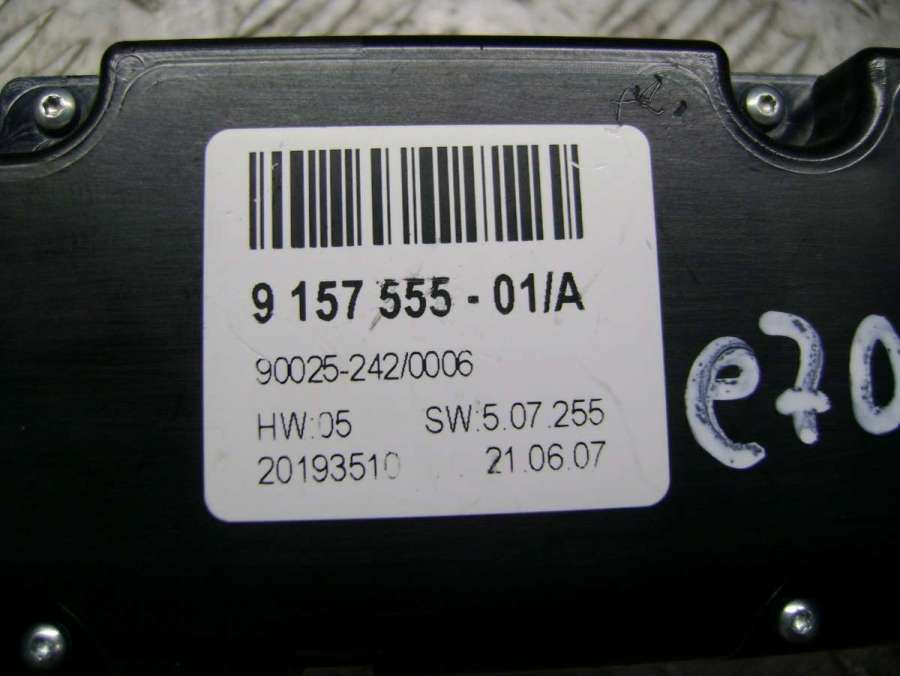 9 157 555 - 01/A
90025-242/0006
HW:05 SW:5.07.255
20193510 21.06.07
e70